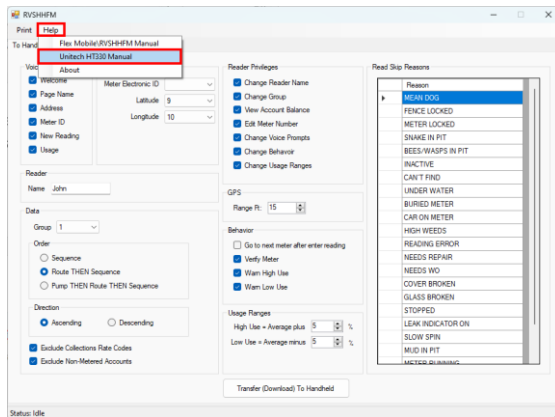 RVSHHFM
Print Help
Flex Mobile\RVSHHFM Manual
Unitech HT330 Manual
About
To Hand
Voic
Welcome
Page Name
Address
Meter ID
New Reading
Usage
Meter Electronic ID
Latitude 9
Longitude 10
Reader
Name John
Data
Group 1
Order
Sequence
Route THEN Sequence
Pump THEN Route THEN Sequence
Direction
Ascending Descending
Exclude Collections Rate Codes
Exclude Non-Metered Accounts
Reader Privileges
Change Reader Name
Change Group
View Account Balance
Edit Meter Number
Change Voice Prompts
Change Behavoir
Change Usage Ranges
GPS
Range Ft: 15
Behavior
Go to next meter after enter reading
Verify Meter
Warn High Use
Warn Low Use
Usage Ranges
High Use = Average plus 5 %
Low Use = Average minus 5 %
Read Skip Reasons
Reason
MEAN DOG
FENCE LOCKED
METER LOCKED
SNAKE IN PIT
BEES/WASPS IN PIT
INACTIVE
CAN'T FIND
UNDER WATER
BURIED METER
CAR ON METER
HIGH WEEDS
READING ERROR
NEEDS REPAIR
NEEDS WO
COVER BROKEN
GLASS BROKEN
STOPPED
LEAK INDICATOR ON
SLOW SPIN
MUD IN PIT
METER RUNNING
Transfer (Download) To Handheld
Status: Idle